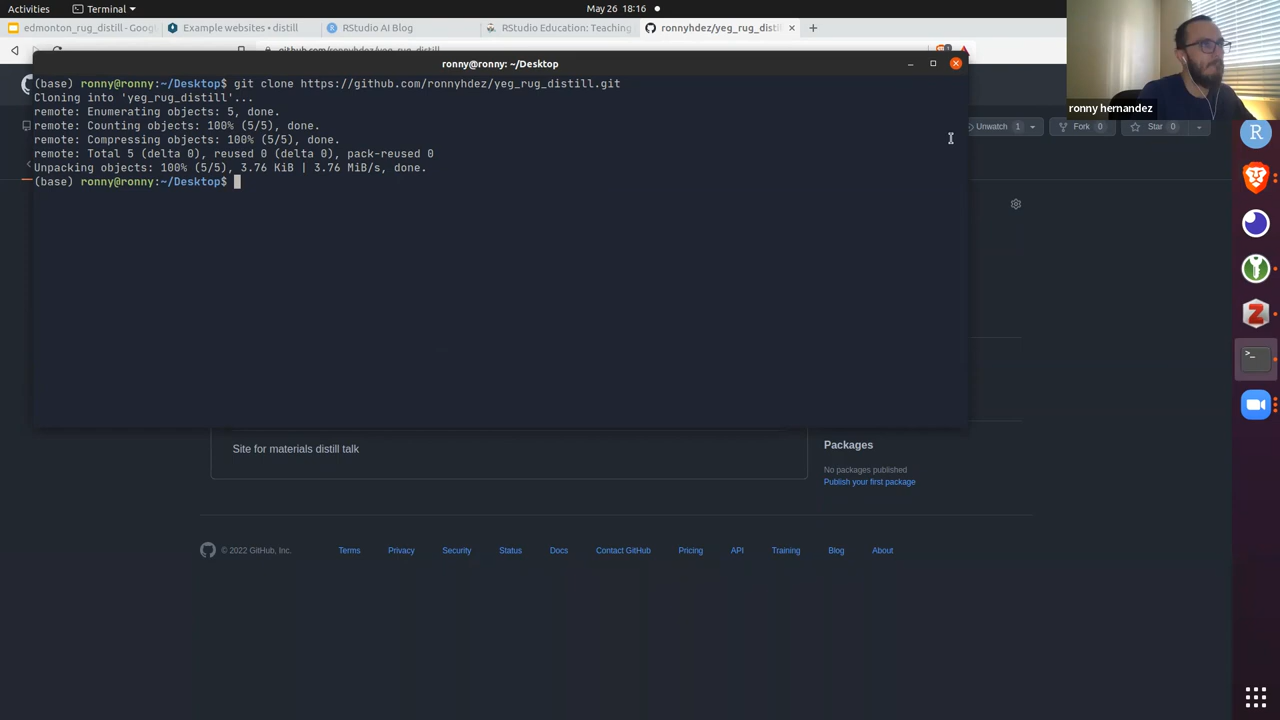 Activities
Terminal
May 26 18:16
edmonton_rug_distill - Goog
Example websites • distill
RStudio AI Blog
RStudio Education: Teaching
ronnyhdez/yeg_rug_disti
github.com/ronnyhdez/yeg_rug_distill
ronny@ronny: ~/Desktop
(base) ronny@ronny:~/Desktop$ git clone https://github.com/ronnyhdez/yeg_rug_distill.git
Cloning into 'yeg_rug_distill'...
remote: Enumerating objects: 5, done.
remote: Counting objects: 100% (5/5), done.
remote: Compressing objects: 100% (5/5), done.
remote: Total 5 (delta 0), reused 0 (delta 0), pack-reused 0
Unpacking objects: 100% (5/5), 3.76 KiB | 3.76 MiB/s, done.
(base) ronny@ronny:~/Desktop$
ronny hernandez
Unwatch 1
Fork 0
Star 0
Site for materials distill talk
Packages
No packages published
Publish your first package
© 2022 GitHub, Inc.
Terms
Privacy
Security
Status
Docs
Contact GitHub
Pricing
API
Training
Blog
About